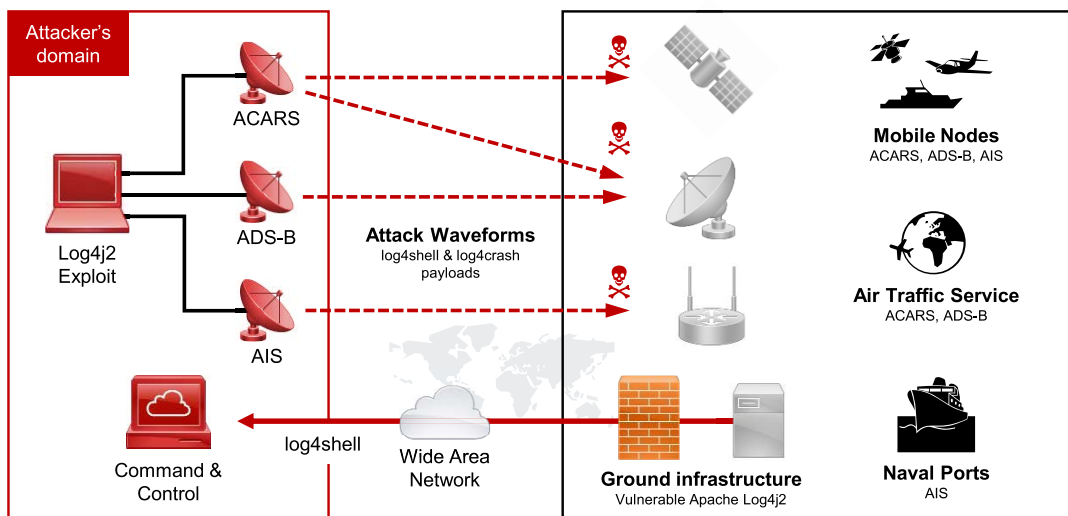 Attacker's
domain
ACARS
ADS-B
AIS
Log4j2
Exploit
Command &
Control
Attack Waveforms
log4shell & log4crash
payloads
log4shell
Wide Area
Network
Ground infrastructure
Vulnerable Apache Log4j2
Mobile Nodes
ACARS, ADS-B, AIS
Air Traffic Service
ACARS, ADS-B
Naval Ports
AIS